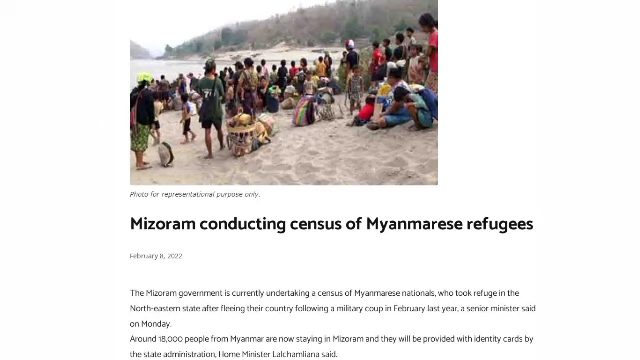 Photo for representational purpose only.
Mizoram conducting census of Myanmarese refugees
February 8, 2022
The Mizoram government is currently undertaking a census of Myanmarese nationals, who took refuge in the
North-eastern state after fleeing their country following a military coup in February last year, a senior minister said
on Monday.
Around 18,000 people from Myanmar are now staying in Mizoram and they will be provided with identity cards by
the state administration, Home Minister Lalchamliana said.